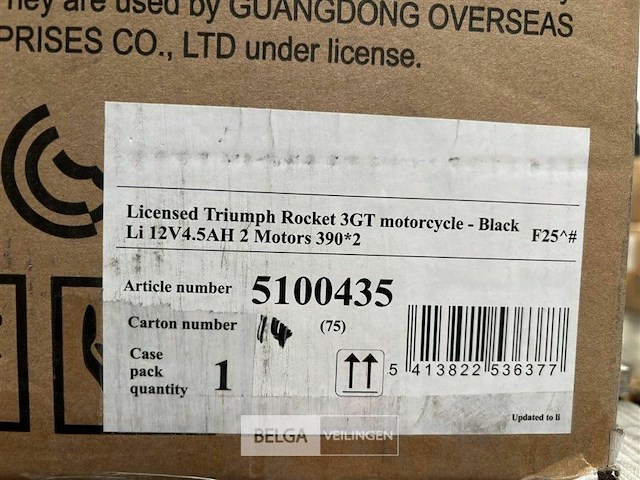 They are used by GUANGDONG OVERSEAS
PRISES CO., LTD under license.
Licensed Triumph Rocket 3GT motorcycle - Black
Li 12V4.5AH 2 Motors 390*2
F25^#
Article number 5100435
Carton number 14 (75)
Case
pack
quantity
1
5 413822 536377
Updated to li
BELGA VEILINGEN